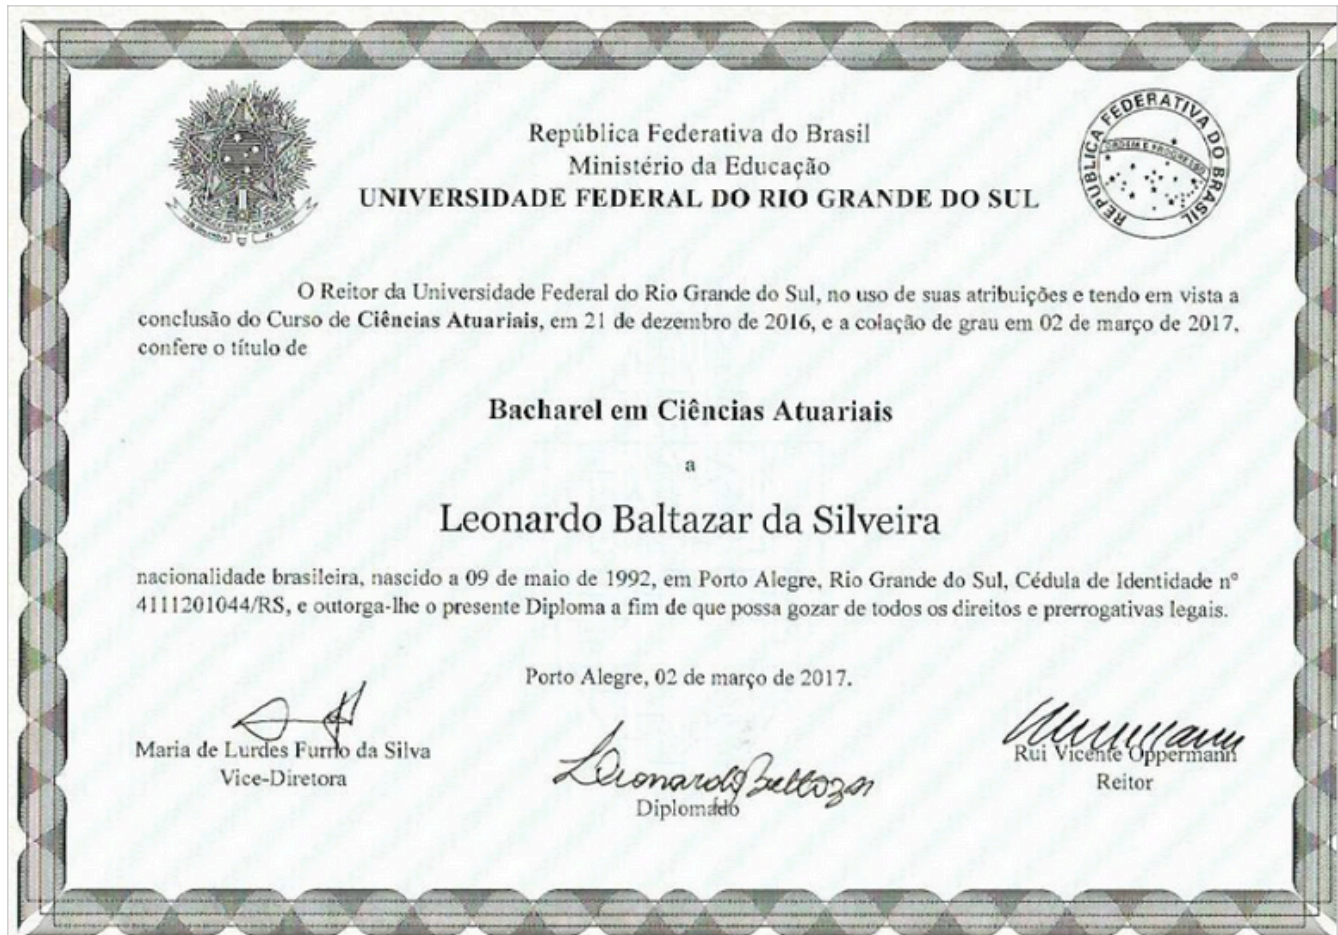 República Federativa do Brasil
Ministério da Educação
UNIVERSIDADE FEDERAL DO RIO GRANDE DO SUL
REPÚBLICA FEDERATIVA DO BRASIL
ORDEM E PROGRESSO
O Reitor da Universidade Federal do Rio Grande do Sul, no uso de suas atribuições e tendo em vista a
conclusão do Curso de Ciências Atuariais, em 21 de dezembro de 2016, e a colação de grau em 02 de março de 2017,
confere o título de
Bacharel em Ciências Atuariais
a
Leonardo Baltazar da Silveira
nacionalidade brasileira, nascido a 09 de maio de 1992, em Porto Alegre, Rio Grande do Sul, Cédula de Identidade nº
4111201044/RS, e outorga-lhe o presente Diploma a fim de que possa gozar de todos os direitos e prerrogativas legais.
Porto Alegre, 02 de março de 2017.
Maria de Lurdes Furno da Silva
Vice-Diretora
Leonardo Baltazar
Diplomado
Rui Vicente Oppermann
Reitor